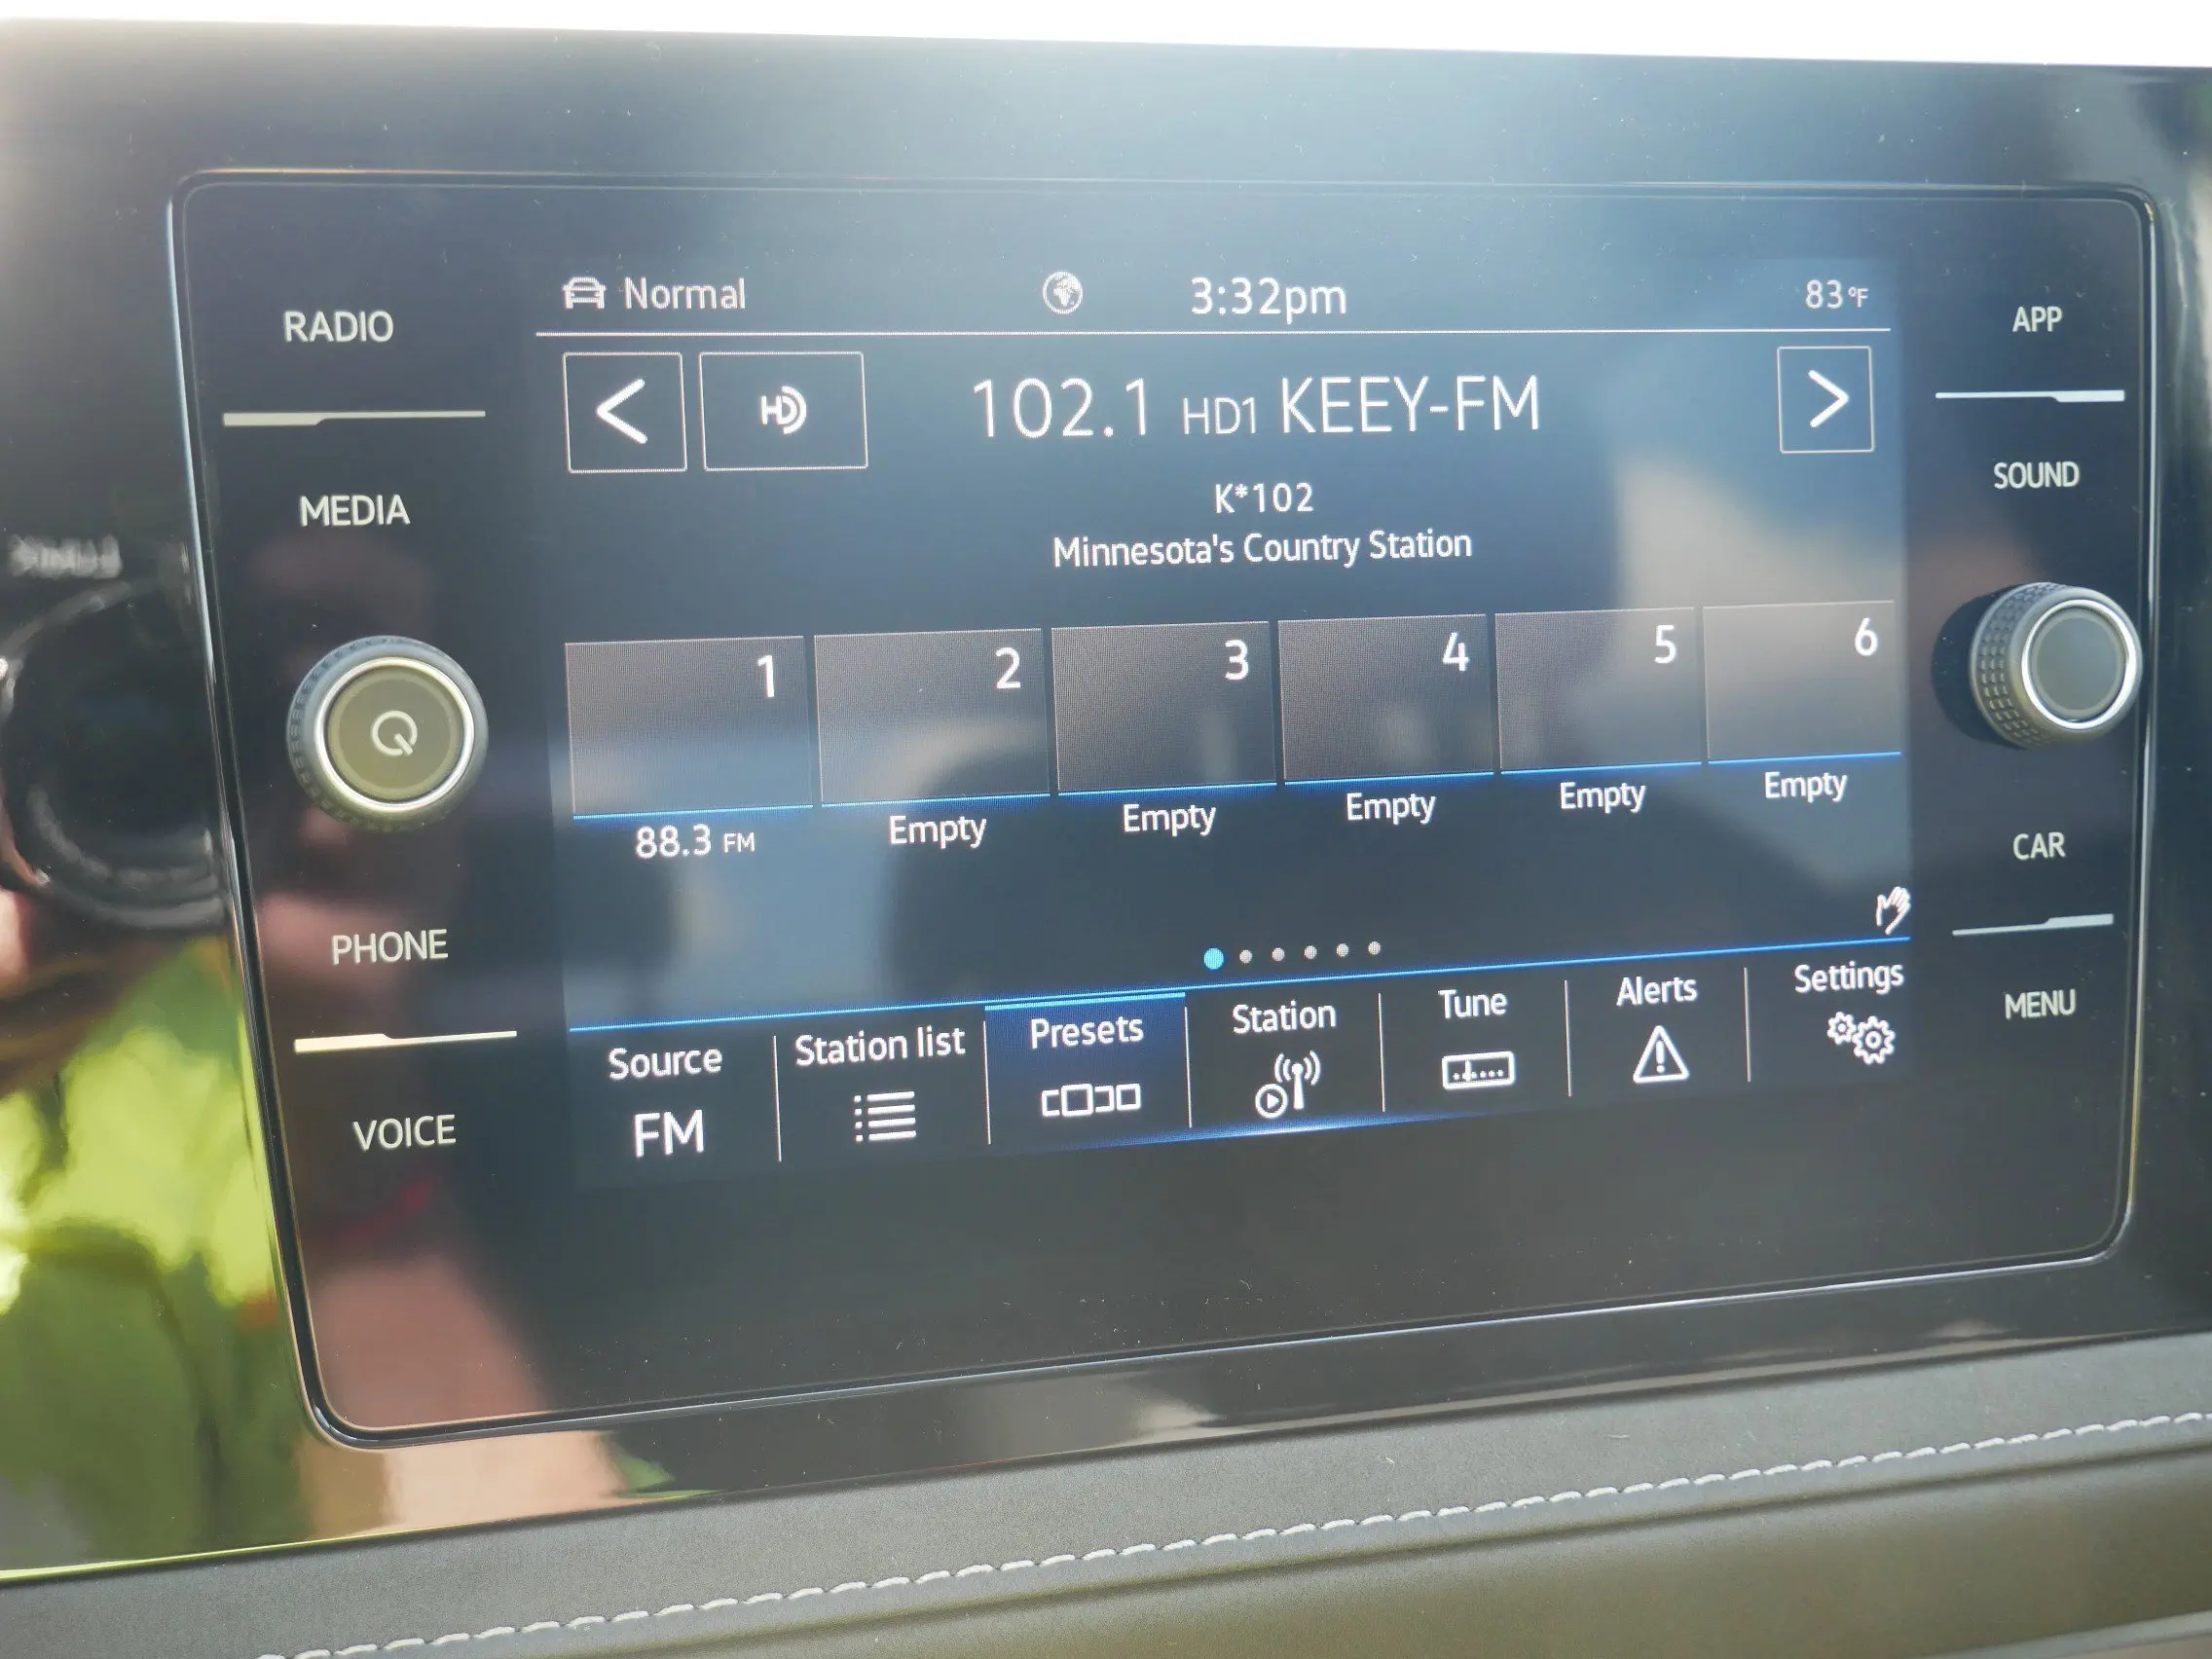 Normal 3:32pm 83°F
RADIO
APP
HD 102.1 HD1 KEEY-FM
MEDIA
SOUND
K*102
Minnesota's Country Station
1 2 3 4 5 6
88.3 FM Empty Empty Empty Empty Empty
CAR
PHONE
MENU
Source Station list Presets Station Tune Alerts Settings
FM
VOICE